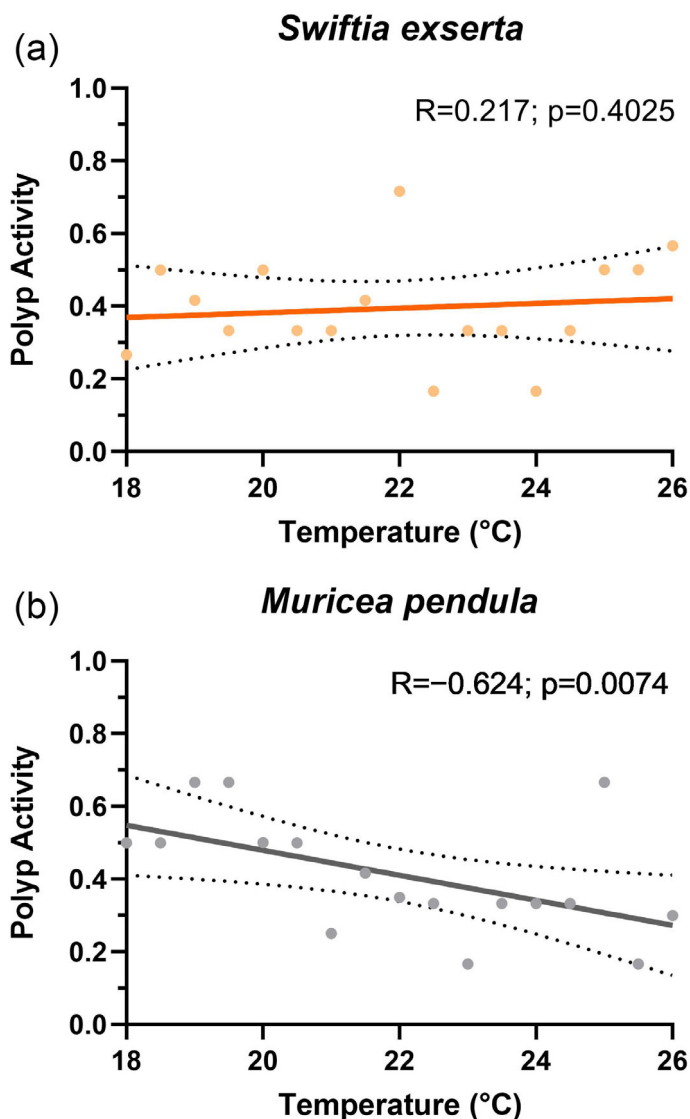 Swiftia exserta
(a)
R=0.217; p=0.4025
1.0
0.8
0.6
0.4
0.2
0.0
Polyp Activity
18 20 22 24 26
Temperature (°C)
Muricea pendula
(b)
R=−0.624; p=0.0074
1.0
0.8
0.6
0.4
0.2
0.0
Polyp Activity
18 20 22 24 26
Temperature (°C)